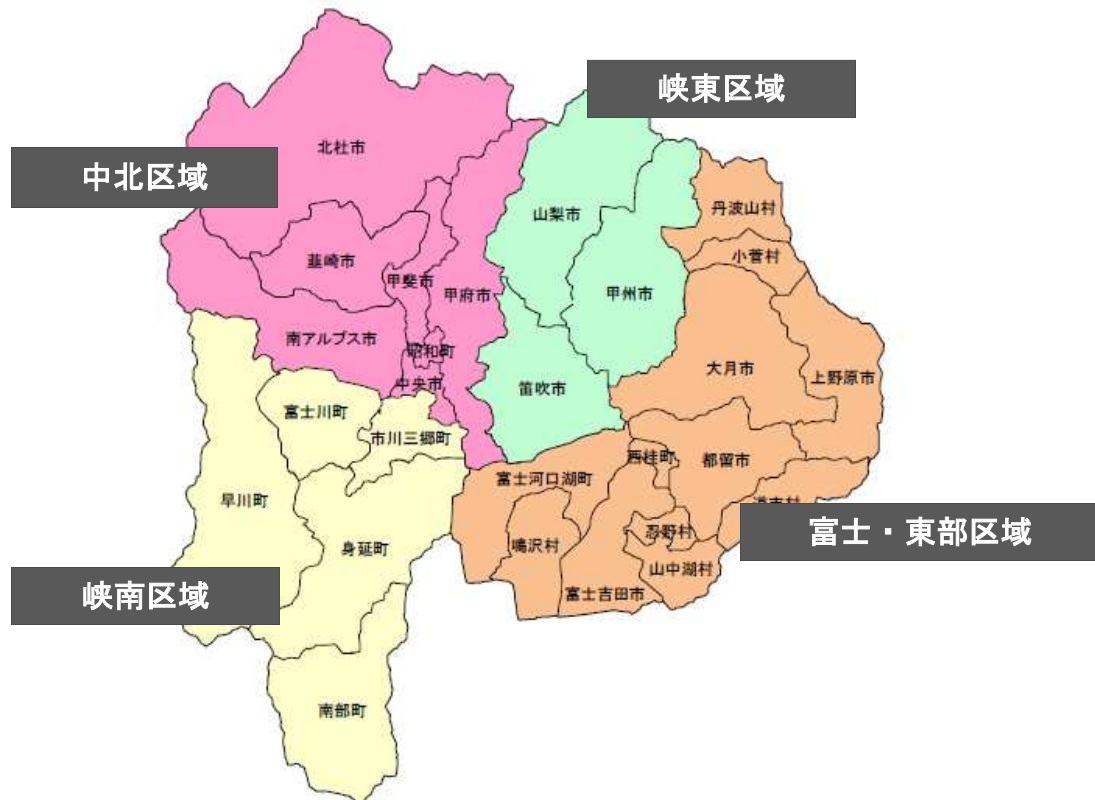 峡東区域
北杜市
中北区域
丹波山村
山梨市
小菅村
韮崎市
甲斐市
甲府市
甲州市
南アルプス市
昭和町
大月市
上野原市
中央市
笛吹市
富士川町
市川三郷町
西桂町
都留市
富士河口湖町
早川町
忍野村
富士・東部区域
鳴沢村
身延町
山中湖村
峡南区域
富士吉田市
南部町